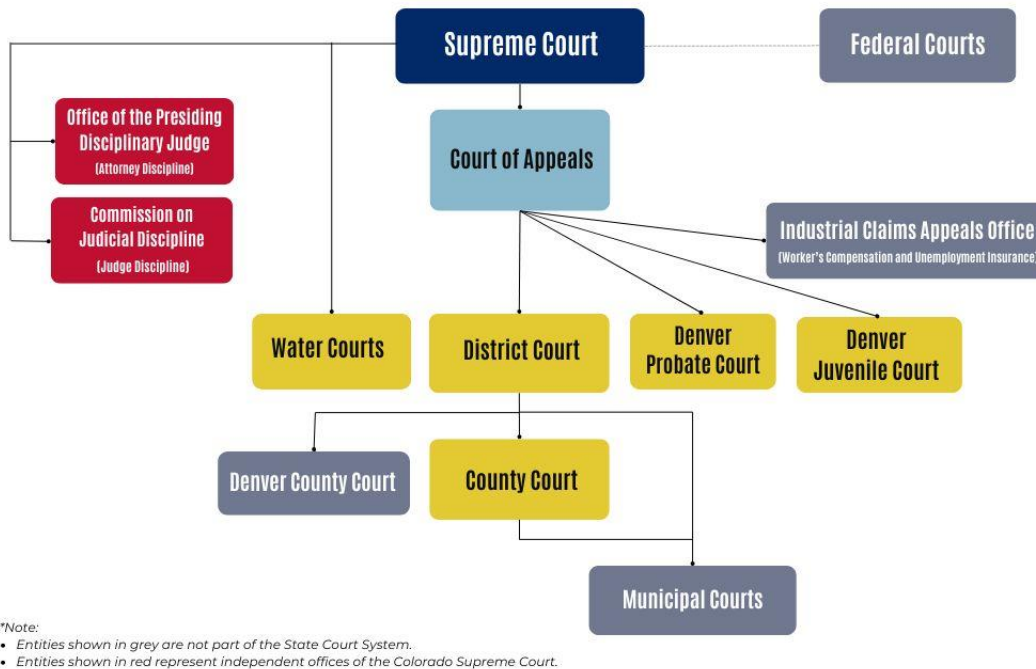 Supreme Court
Federal Courts
Office of the Presiding
Disciplinary Judge
(Attorney Discipline)
Court of Appeals
Commission on
Judicial Discipline
(Judge Discipline)
Industrial Claims Appeals Office
(Worker's Compensation and Unemployment Insurance)
Water Courts
District Court
Denver
Probate Court
Denver
Juvenile Court
Denver County Court
County Court
Municipal Courts
*Note:
• Entities shown in grey are not part of the State Court System.
• Entities shown in red represent independent offices of the Colorado Supreme Court.